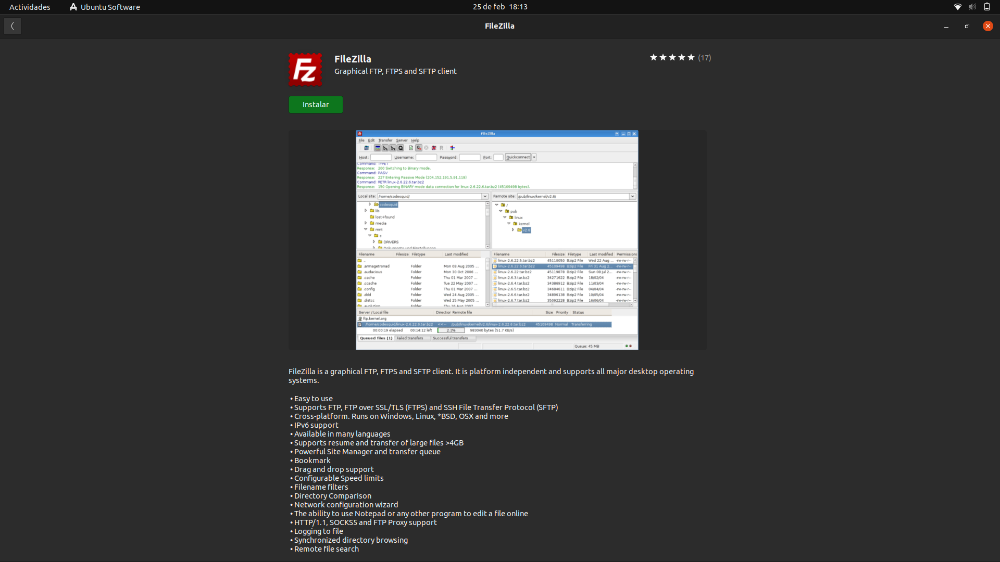 Actividades
Ubuntu Software
25 de feb 18:13
FileZilla
FileZilla
Graphical FTP, FTPS and SFTP client
(17)
Instalar
FileZilla
File Edit Transfer Server Help
Host: Username: Password: Port: Quickconnect
Command: TYPE I
Response: 200 Switching to Binary mode.
Command: PASV
Response: 227 Entering Passive Mode (204,152,191,5,91,119)
Command: RETR linux-2.6.22.6.tar.bz2
Response: 150 Opening BINARY mode data connection for linux-2.6.22.6.tar.bz2 (45109498 bytes).
Local site: /home/codesquid/
codesquid
lib
lost+found
media
mnt
c
DRIVERS
Dokumente und Einstellungen
Remote site: /pub/linux/kernel/v2.6/
/
pub
linux
kernel
v2.6
Filename Filesize Filetype Last modified
..
.armagetronad Folder Mon 08 Aug 2005 ...
.audacious Folder Mon 30 Oct 2006 ...
.cache Folder Thu 01 Mar 2007 ...
.ccache Folder Tue 22 May 2007 ...
.config Folder Thu 01 Mar 2007 ...
.ddd Folder Wed 24 Aug 2005 ...
.distcc Folder Wed 25 May 2005 ...
.evolution Folder Thu 16 Aug 2007
Filename Filesize Filetype Last modified Permissions
linux-2.6.22.5.tar.bz2 45110050 Bzip2 File Wed 22 Aug ... -rw-rw-r--
linux-2.6.22.6.tar.bz2 45109498 Bzip2 File Fri 31 Aug 2... -rw-rw-r--
linux-2.6.22.tar.bz2 45119878 Bzip2 File Sun 08 Jul 2... -rw-rw-r--
linux-2.6.3.tar.bz2 34271622 Bzip2 File 18/02/04 -rw-rw-r--
linux-2.6.4.tar.bz2 34386912 Bzip2 File 11/03/04 -rw-rw-r--
linux-2.6.5.tar.bz2 34684611 Bzip2 File 04/04/04 -rw-rw-r--
linux-2.6.6.tar.bz2 34896138 Bzip2 File 10/05/04 -rw-rw-r--
linux-2.6.7.tar.bz2 35092228 Bzip2 File 16/06/04 -rw-rw-r--
Server / Local file Direction Remote file Size Priority Status
ftp.kernel.org
/home/codesquid/linux-2.6.22.6.tar.bz2 <<-- /pub/linux/kernel/v2.6/linux-2.6.22.6.tar.bz2 45109498 Normal Transferring
00:00:19 elapsed 00:14:12 left 2.1% 983040 bytes (51.7 KB/s)
Queued files (1) Failed transfers Successful transfers
Queue: 45 MB
FileZilla is a graphical FTP, FTPS and SFTP client. It is platform independent and supports all major desktop operating
systems.
• Easy to use
• Supports FTP, FTP over SSL/TLS (FTPS) and SSH File Transfer Protocol (SFTP)
• Cross-platform. Runs on Windows, Linux, *BSD, OSX and more
• IPv6 support
• Available in many languages
• Supports resume and transfer of large files >4GB
• Powerful Site Manager and transfer queue
• Bookmark
• Drag and drop support
• Configurable Speed limits
• Filename filters
• Directory Comparison
• Network configuration wizard
• The ability to use Notepad or any other program to edit a file online
• HTTP/1.1, SOCKS5 and FTP Proxy support
• Logging to file
• Synchronized directory browsing
• Remote file search